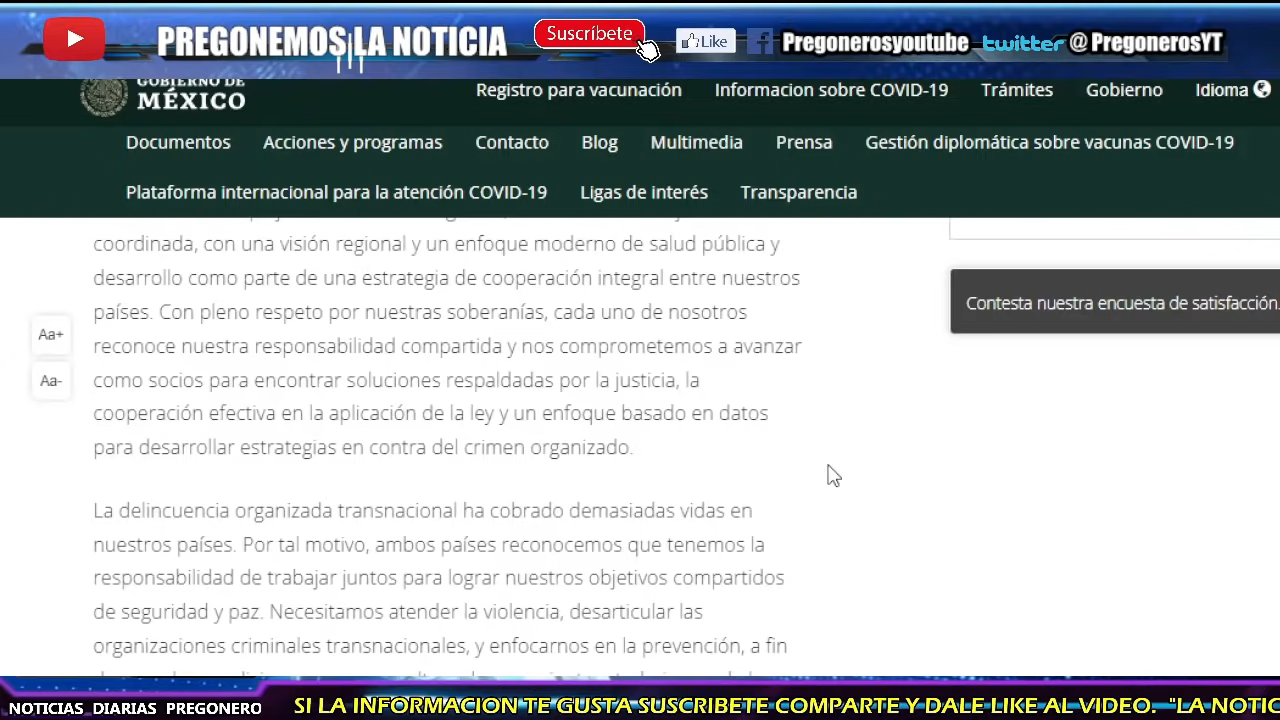 PREGONEMOS LA NOTICIA
Suscríbete
Like
Pregonerosyoutube
twitter @PregonerosYT
GOBIERNO DE
MÉXICO
Registro para vacunación
Informacion sobre COVID-19
Trámites
Gobierno
Idioma
Documentos
Acciones y programas
Contacto
Blog
Multimedia
Prensa
Gestión diplomática sobre vacunas COVID-19
Plataforma internacional para la atención COVID-19
Ligas de interés
Transparencia
coordinada, con una visión regional y un enfoque moderno de salud pública y
desarrollo como parte de una estrategia de cooperación integral entre nuestros
países. Con pleno respeto por nuestras soberanías, cada uno de nosotros
reconoce nuestra responsabilidad compartida y nos comprometemos a avanzar
como socios para encontrar soluciones respaldadas por la justicia, la
cooperación efectiva en la aplicación de la ley y un enfoque basado en datos
para desarrollar estrategias en contra del crimen organizado.
La delincuencia organizada transnacional ha cobrado demasiadas vidas en
nuestros países. Por tal motivo, ambos países reconocemos que tenemos la
responsabilidad de trabajar juntos para lograr nuestros objetivos compartidos
de seguridad y paz. Necesitamos atender la violencia, desarticular las
organizaciones criminales transnacionales, y enfocarnos en la prevención, a fin
Aa+
Aa-
Contesta nuestra encuesta de satisfacción.
NOTICIAS DIARIAS PREGONERO
SI LA INFORMACION TE GUSTA SUSCRIBETE COMPARTE Y DALE LIKE AL VIDEO. "LA NOTIC